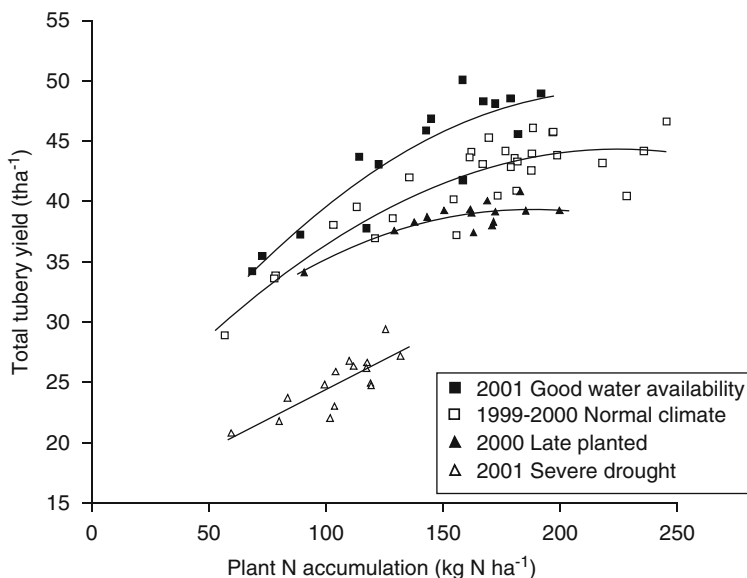 Total tubery yield (tha-1)
55
50
45
40
35
30
25
20
15
0
50
100
150
200
250
Plant N accumulation (kg N ha-1)
2001 Good water availability
1999-2000 Normal climate
2000 Late planted
2001 Severe drought